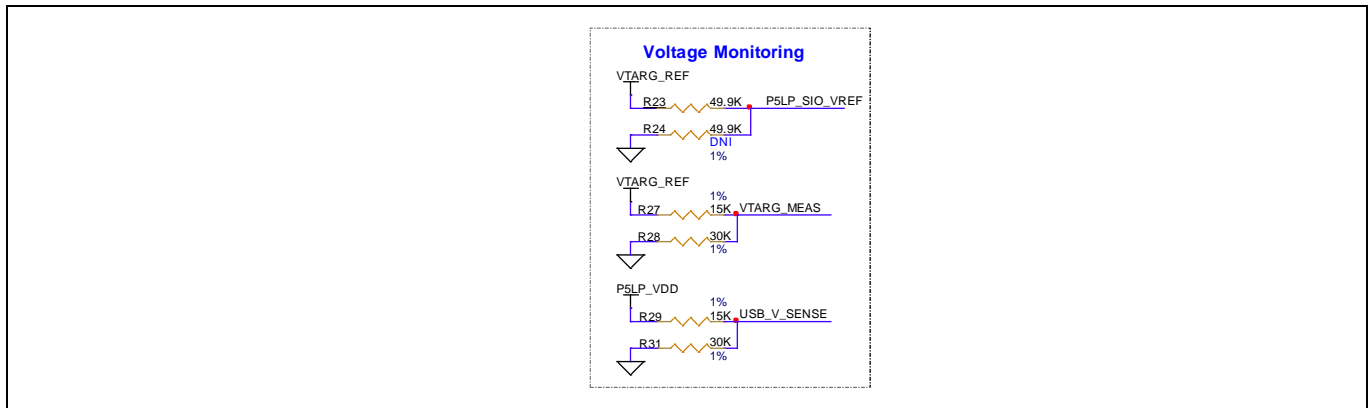 Voltage Monitoring
VTARG_REF
R23 49.9K P5LP_SIO_VREF
R24 49.9K
DNI
1%
VTARG_REF
1%
R27 15K VTARG_MEAS
R28 30K
1%
P5LP_VDD
1%
R29 15K USB_V_SENSE
R31 30K
1%